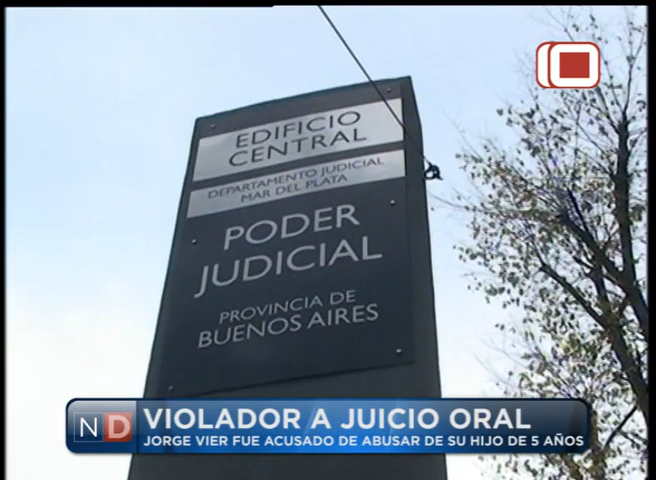 EDIFICIO
CENTRAL
DEPARTAMENTO JUDICIAL
MAR DEL PLATA
PODER
JUDICIAL
PROVINCIA DE
BUENOS AIRES
ND VIOLADOR A JUICIO ORAL
JORGE VIER FUE ACUSADO DE ABUSAR DE SU HIJO DE 5 AÑOS